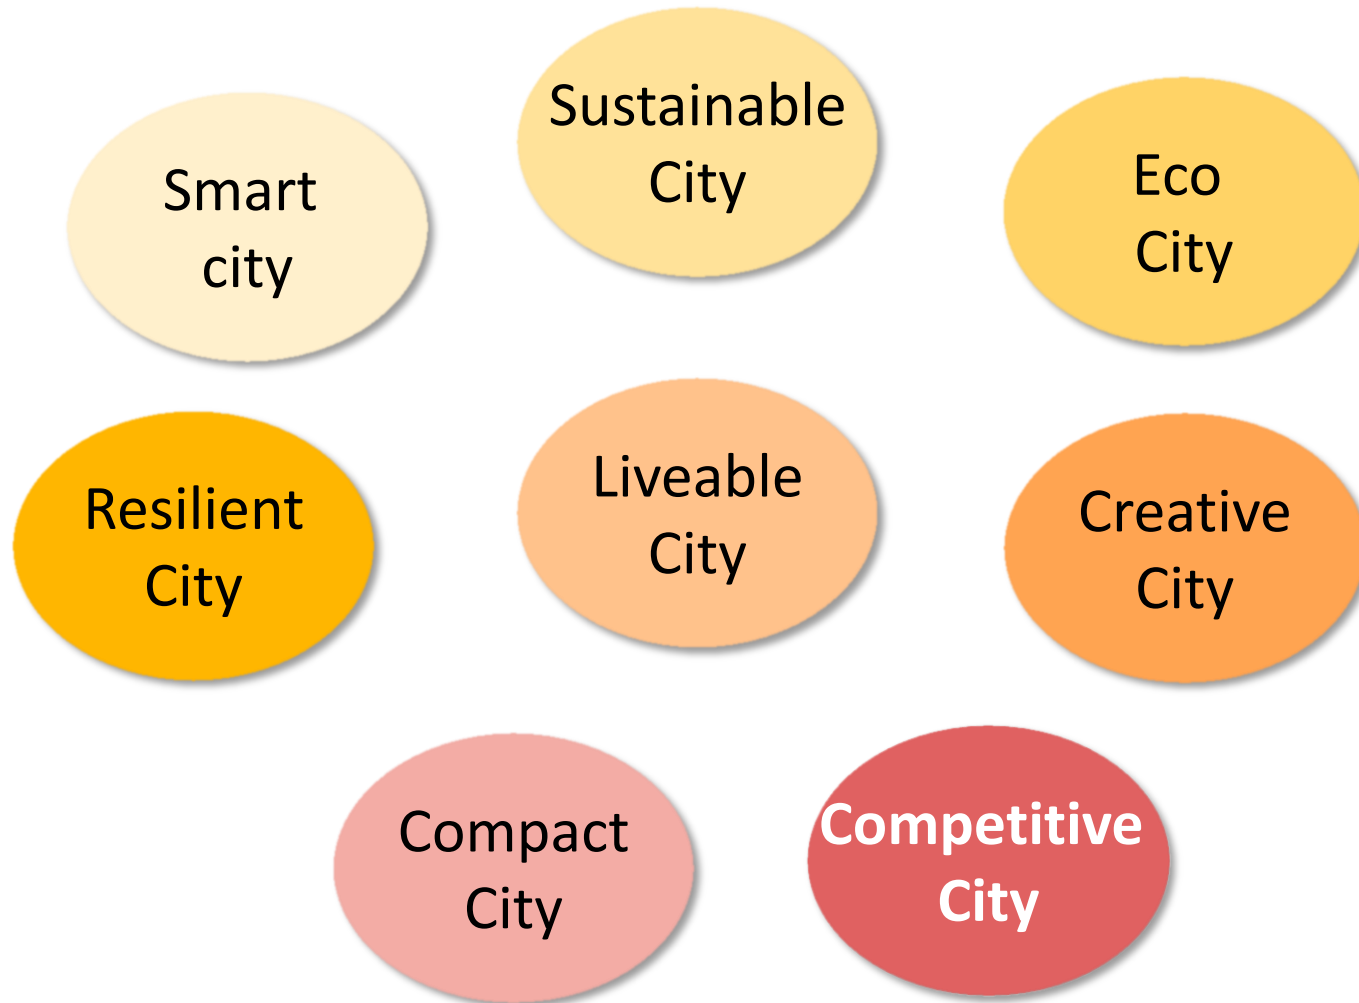 Smart
city
Sustainable
City
Eco
City
Resilient
City
Liveable
City
Creative
City
Compact
City
Competitive
City